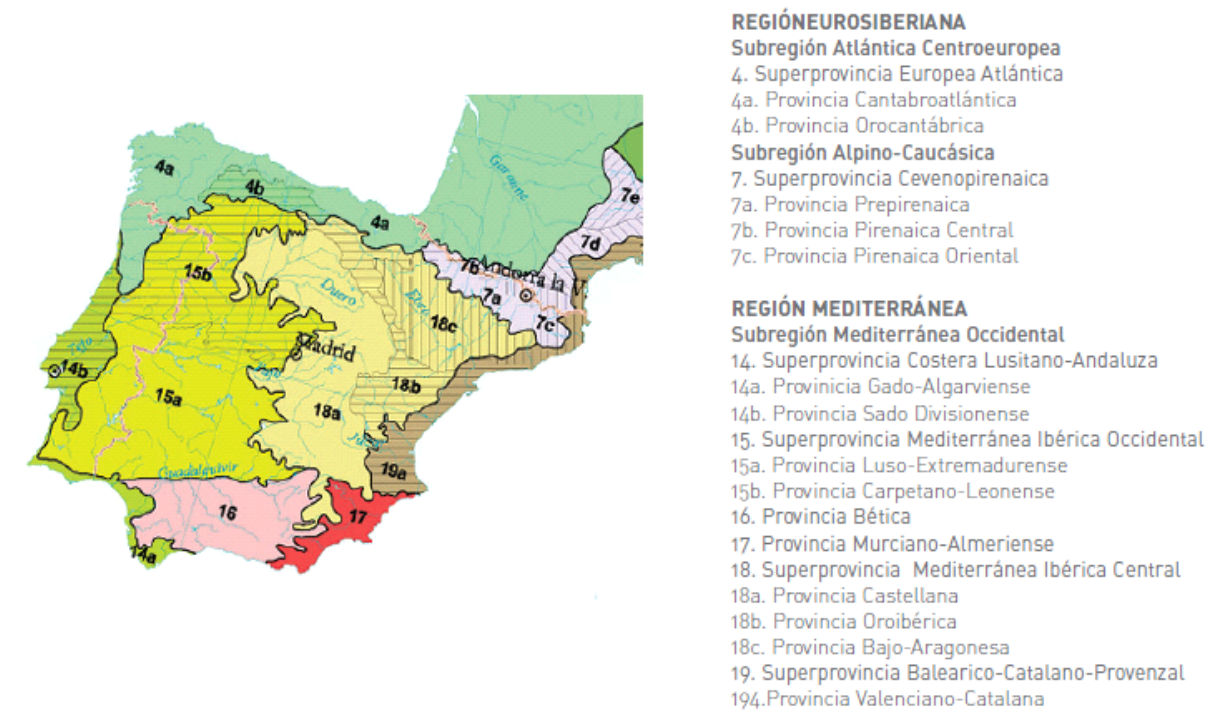 4a
4b
4a
Garonne
7e
7d
7b
Andorra la V
7a
7c
15b
Duero
Ebro
18c
Madrid
Tajo
Tajo
14b
15a
18b
18a
Júcar
19a
Guadalquivir
16
17
14a
REGIÓNEUROSIBERIANA
Subregión Atlántica Centroeuropea
4. Superprovincia Europea Atlántica
4a. Provincia Cantabroatlántica
4b. Provincia Orocantábrica
Subregión Alpino-Caucásica
7. Superprovincia Cevenopirenaica
7a. Provincia Prepirenaica
7b. Provincia Pirenaica Central
7c. Provincia Pirenaica Oriental
REGIÓN MEDITERRÁNEA
Subregión Mediterránea Occidental
14. Superprovincia Costera Lusitano-Andaluza
14a. Provinicia Gado-Algarviense
14b. Provincia Sado Divisionense
15. Superprovincia Mediterránea Ibérica Occidental
15a. Provincia Luso-Extremadurense
15b. Provincia Carpetano-Leonense
16. Provincia Bética
17. Provincia Murciano-Almeriense
18. Superprovincia Mediterránea Ibérica Central
18a. Provincia Castellana
18b. Provincia Oroibérica
18c. Provincia Bajo-Aragonesa
19. Superprovincia Balearico-Catalano-Provenzal
194.Provincia Valenciano-Catalana